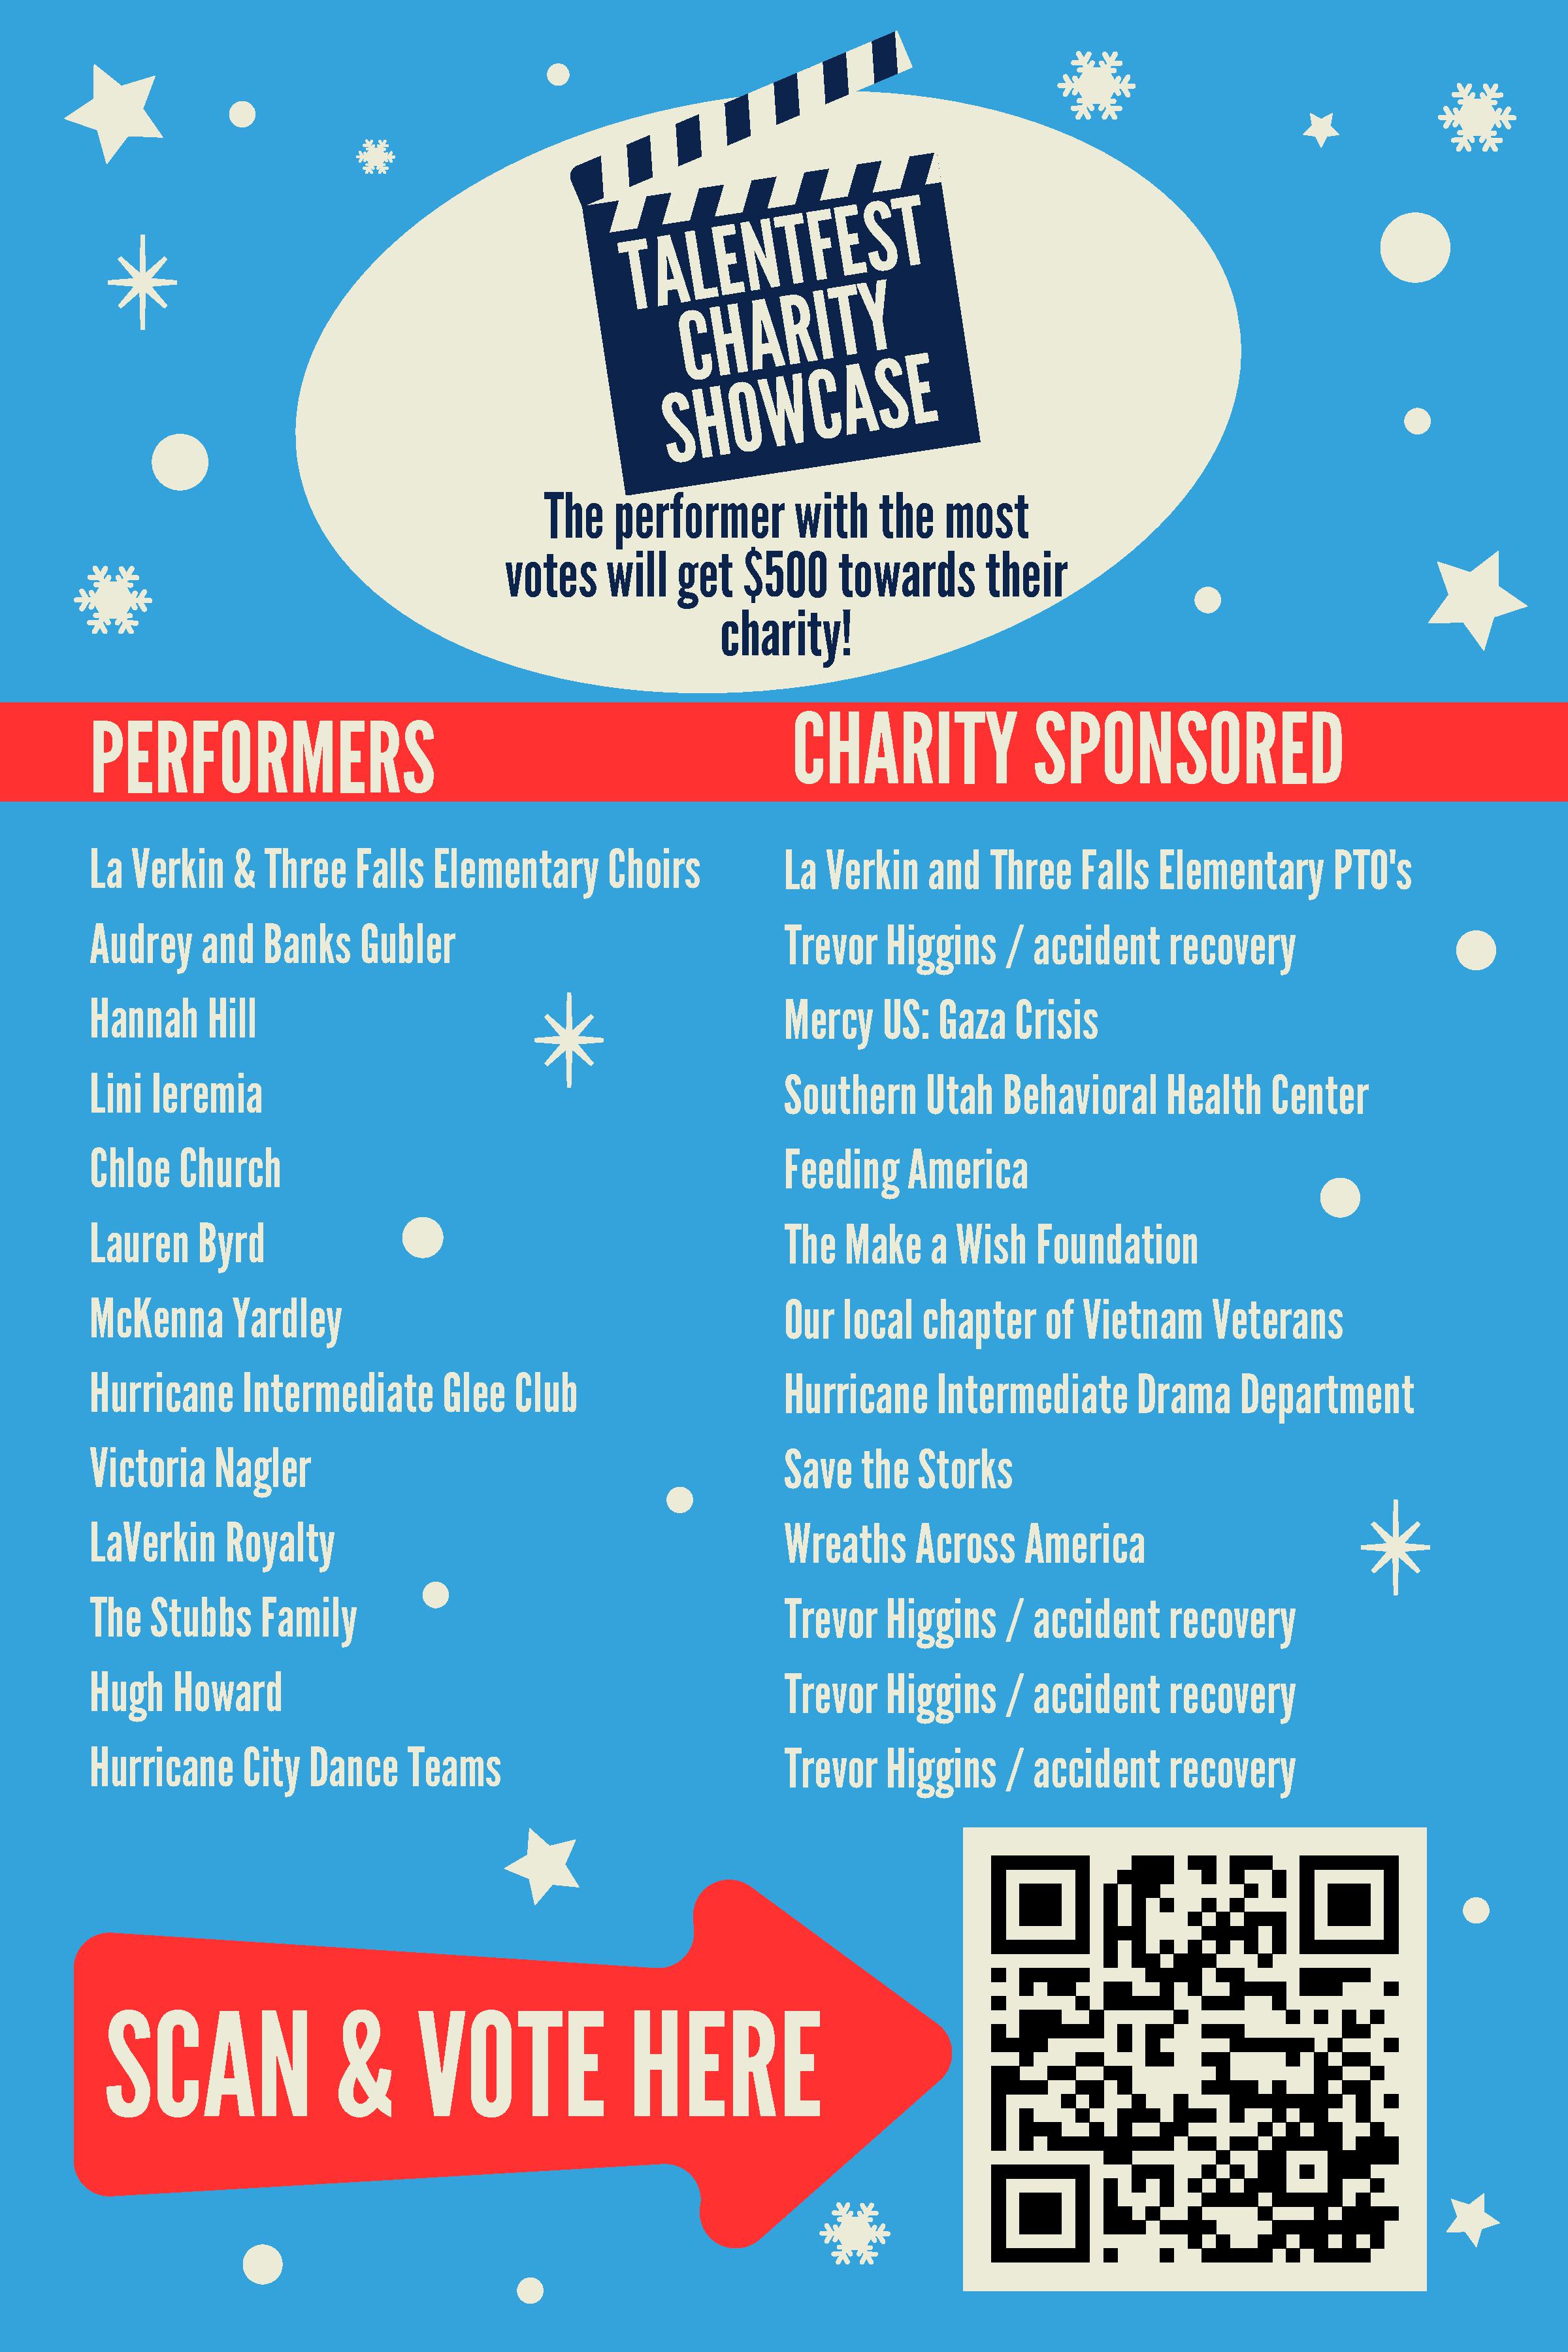 TALENTFEST
CHARITY
SHOWCASE
The performer with the most
votes will get $500 towards their
charity!
PERFORMERS CHARITY SPONSORED
La Verkin & Three Falls Elementary Choirs La Verkin and Three Falls Elementary PTO's
Audrey and Banks Gubler Trevor Higgins / accident recovery
Hannah Hill Mercy US: Gaza Crisis
Lini Ieremia Southern Utah Behavioral Health Center
Chloe Church Feeding America
Lauren Byrd The Make a Wish Foundation
McKenna Yardley Our local chapter of Vietnam Veterans
Hurricane Intermediate Glee Club Hurricane Intermediate Drama Department
Victoria Nagler Save the Storks
LaVerkin Royalty Wreaths Across America
The Stubbs Family Trevor Higgins / accident recovery
Hugh Howard Trevor Higgins / accident recovery
Hurricane City Dance Teams Trevor Higgins / accident recovery
SCAN & VOTE HERE